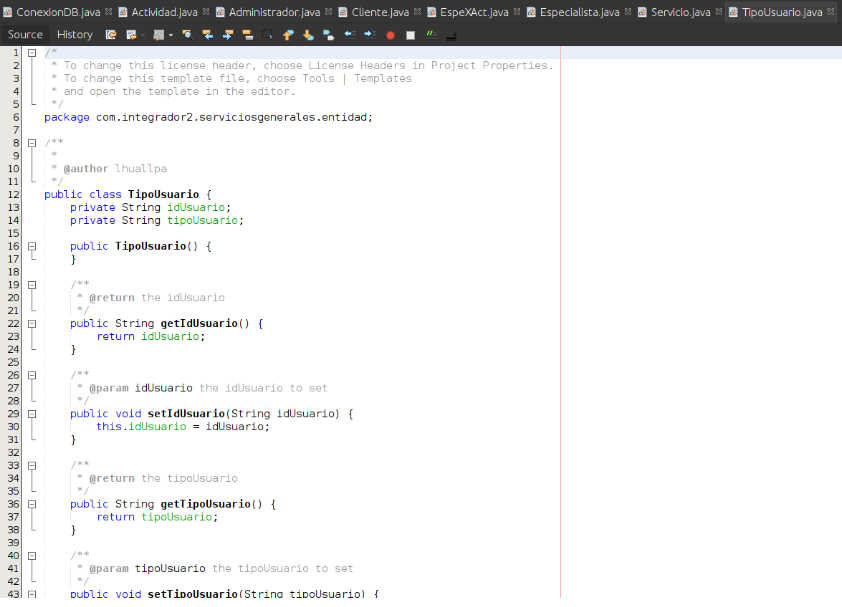 ConexionDB.java Actividad.java Administrador.java Cliente.java EspeXAct.java Especialista.java Servicio.java TipoUsuario.java
Source History
1 /*
2 * To change this license header, choose License Headers in Project Properties.
3 * To change this template file, choose Tools | Templates
4 * and open the template in the editor.
5 */
6 package com.integrador2.serviciosgenerales.entidad;
7
8 /**
9 *
10 * @author lhuallpa
11 */
12 public class TipoUsuario {
13 private String idUsuario;
14 private String tipoUsuario;
15
16 public TipoUsuario() {
17 }
18
19 /**
20 * @return the idUsuario
21 */
22 public String getIdUsuario() {
23 return idUsuario;
24 }
25
26 /**
27 * @param idUsuario the idUsuario to set
28 */
29 public void setIdUsuario(String idUsuario) {
30 this.idUsuario = idUsuario;
31 }
32
33 /**
34 * @return the tipoUsuario
35 */
36 public String getTipoUsuario() {
37 return tipoUsuario;
38 }
39
40 /**
41 * @param tipoUsuario the tipoUsuario to set
42 */
43 public void setTipoUsuario(String tipoUsuario) {